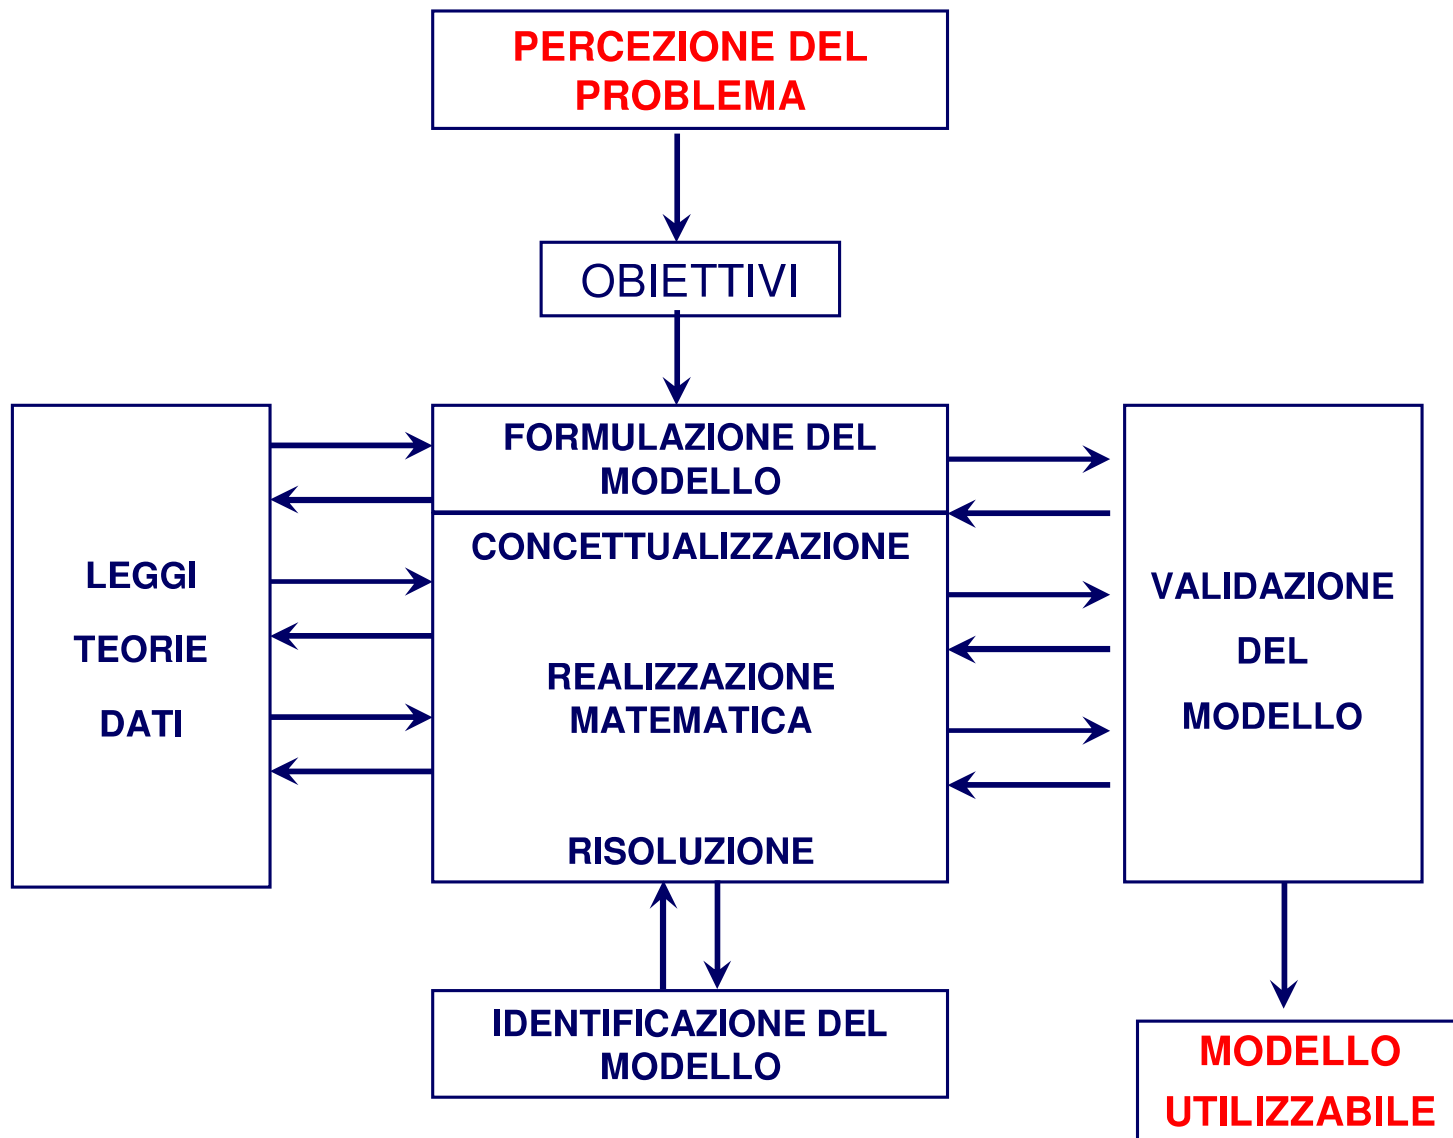 PERCEZIONE DEL
PROBLEMA
OBIETTIVI
FORMULAZIONE DEL
MODELLO
CONCETTUALIZZAZIONE
REALIZZAZIONE
MATEMATICA
RISOLUZIONE
LEGGI
TEORIE
DATI
VALIDAZIONE
DEL
MODELLO
IDENTIFICAZIONE DEL
MODELLO
MODELLO
UTILIZZABILE